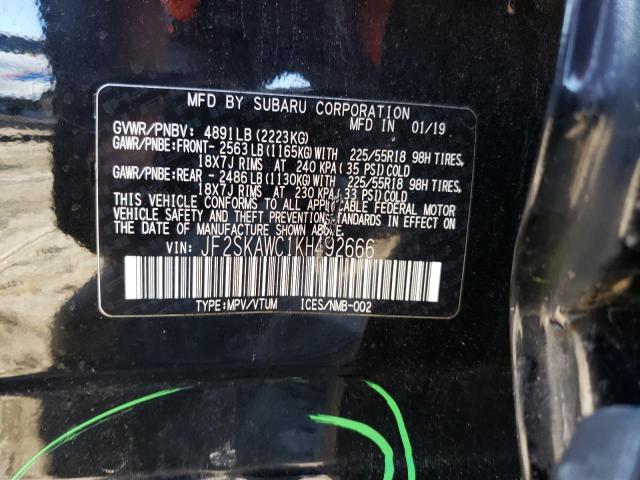 MFD BY SUBARU CORPORATION
MFD IN 01/19
GVWR/PNBV: 4891LB(2223KG)
GAWR/PNBE:FRONT- 2563LB(1165KG)WITH 225/55R18 98H TIRES,
18X7J RIMS AT 240 KPA(35 PSI)COLD
GAWR/PNBE:REAR - 2486LB(1130KG)WITH 225/55R18 98H TIRES,
18X7J RIMS AT 230 KPA(33 PSI)COLD
THIS VEHICLE CONFORMS TO ALL APPLICABLE FEDERAL MOTOR
VEHICLE SAFETY AND THEFT PREVENTION STANDARDS IN EFFECT ON
THE DATE OF MANUFACTURE SHOWN ABOVE.
VIN: JF2SKAWC1KH492666
TYPE:MPV/VTUM ICES/NMB-002